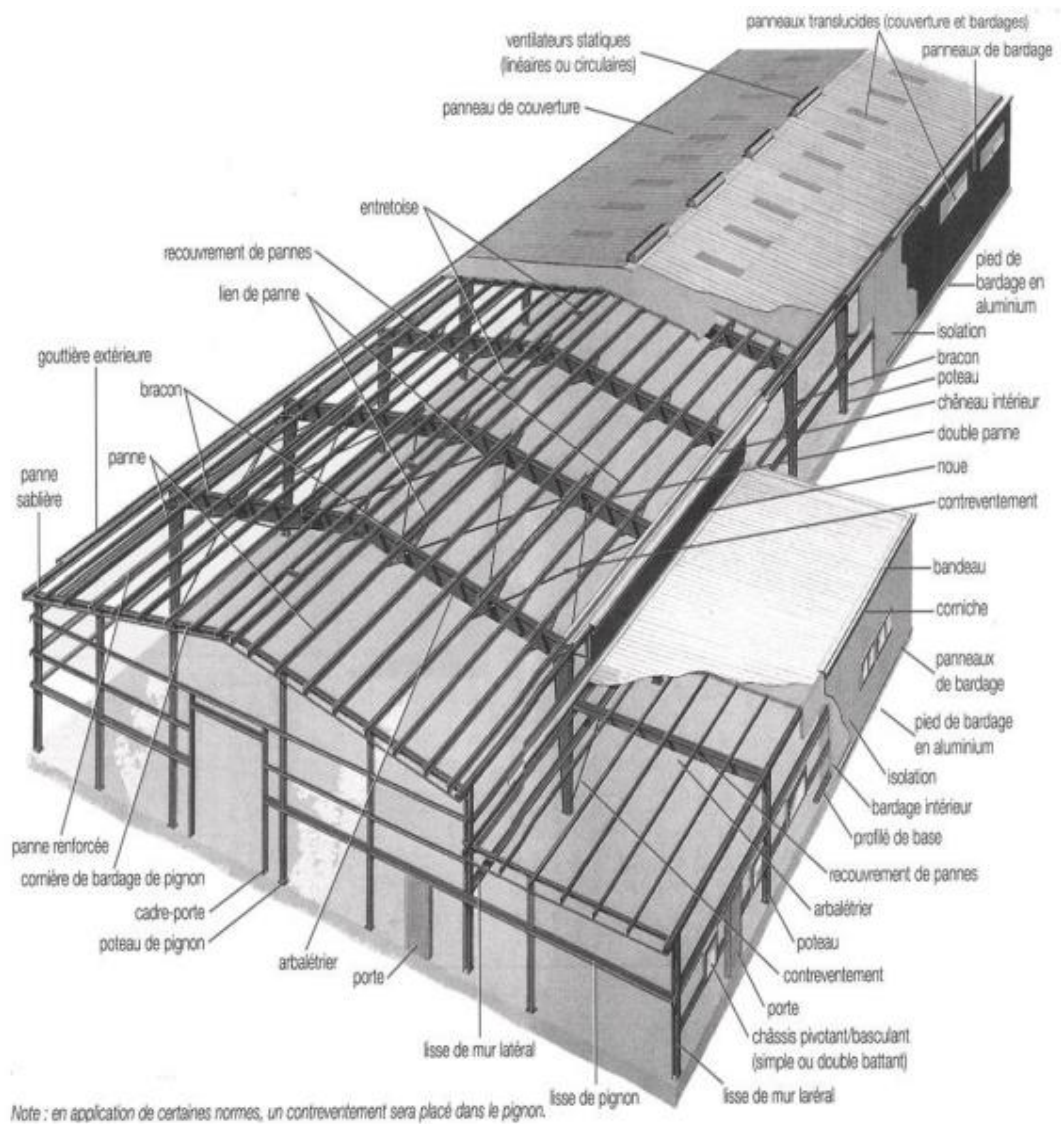 panneaux translucides (couverture et bardages)
ventilateurs statiques
(linéaires ou circulaires)
panneaux de bardage
panneau de couverture
entretoise
recouvrement de pannes
lien de panne
gouttière extérieure
bracon
panne
panne
sablière
pied de
bardage en
aluminium
isolation
bracon
poteau
chêneau intérieur
double panne
noue
contreventement
bandeau
corniche
panneaux
de bardage
pied de bardage
en aluminium
isolation
bardage intérieur
profilé de base
recouvrement de pannes
arbalétrier
poteau
contreventement
porte
châssis pivotant/basculant
(simple ou double battant)
lisse de mur laréral
panne renforcée
cornière de bardage de pignon
cadre-porte
poteau de pignon
arbalétrier
porte
lisse de mur latéral
lisse de pignon
Note : en application de certaines normes, un contreventement sera placé dans le pignon.